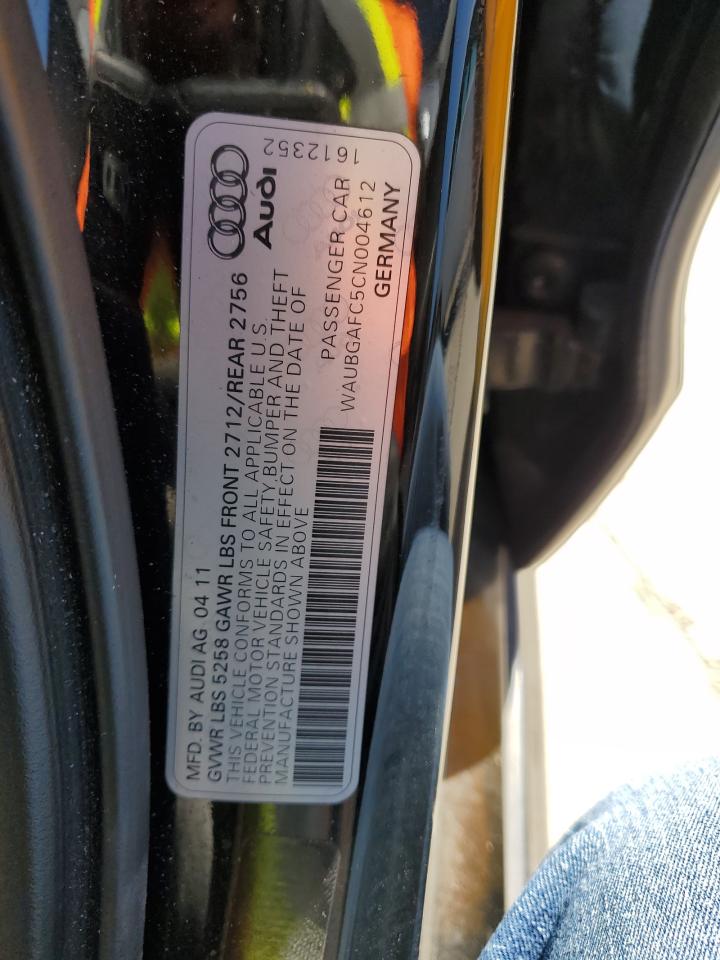 MFD. BY AUDI AG 04 11
GVWR LBS 5258 GAWR LBS FRONT 2712/REAR 2756
THIS VEHICLE CONFORMS TO ALL APPLICABLE U.S.
FEDERAL MOTOR VEHICLE SAFETY,BUMPER AND THEFT
PREVENTION STANDARDS IN EFFECT ON THE DATE OF
MANUFACTURE SHOWN ABOVE
Audi
PASSENGER CAR
WAUBGAFC5CN004612
GERMANY
1612352